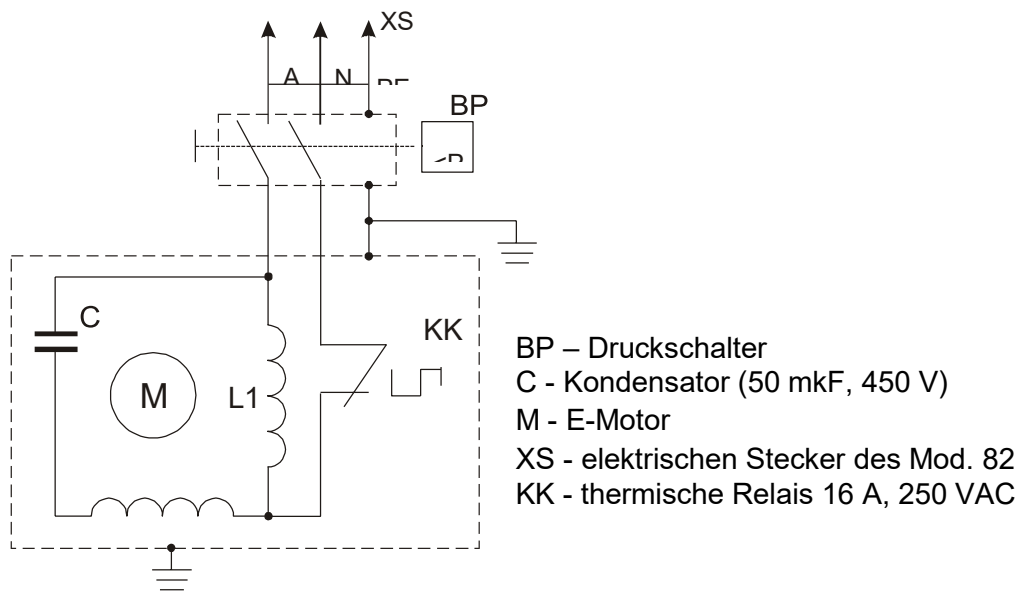 XS
A N
BP
C
KK
M
L1
BP – Druckschalter
C - Kondensator (50 mkF, 450 V)
M - E-Motor
XS - elektrischen Stecker des Mod. 82
KK - thermische Relais 16 A, 250 VAC